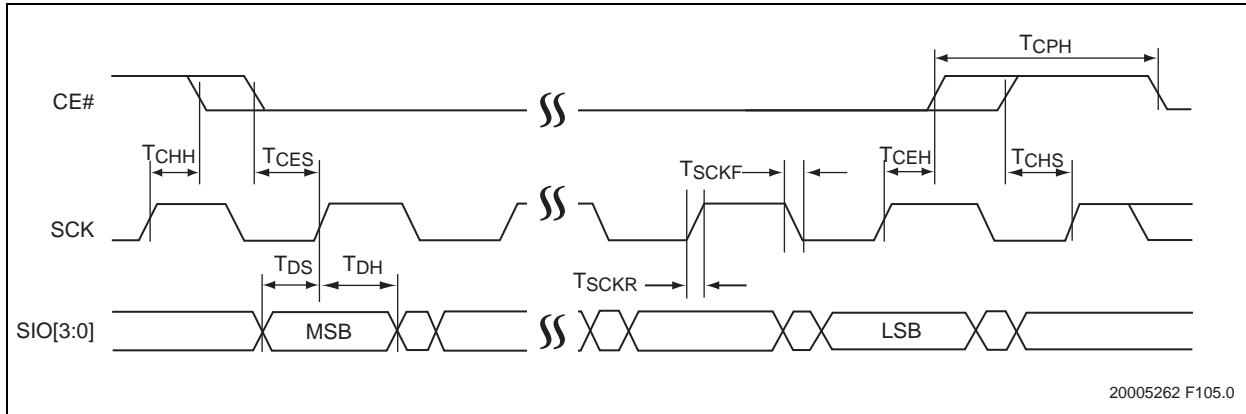 TCPH
CE#
TCHH
TCES
TSCKF
TCEH
TCHS
SCK
TDS
TDH
TSCKR
SIO[3:0]
MSB
LSB
20005262 F105.0